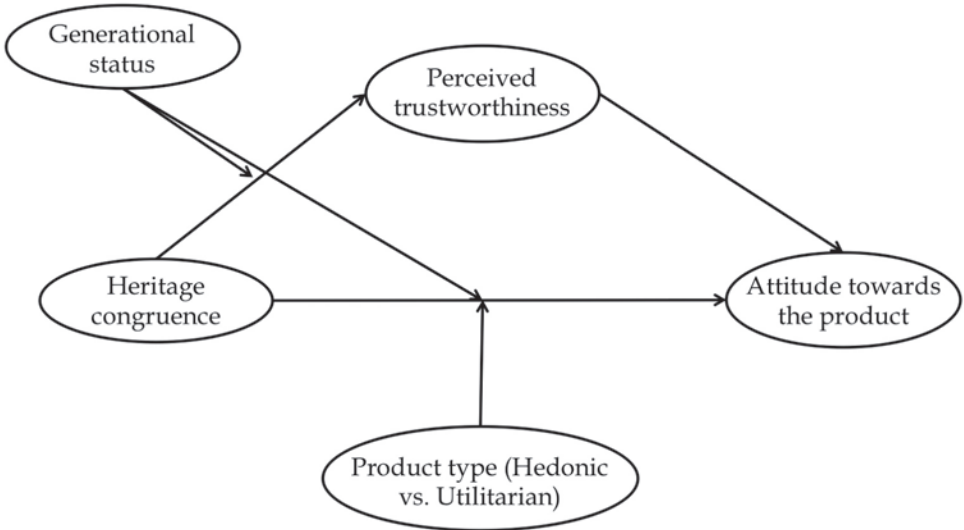 Generational
status
Perceived
trustworthiness
Heritage
congruence
Attitude towards
the product
Product type (Hedonic
vs. Utilitarian)